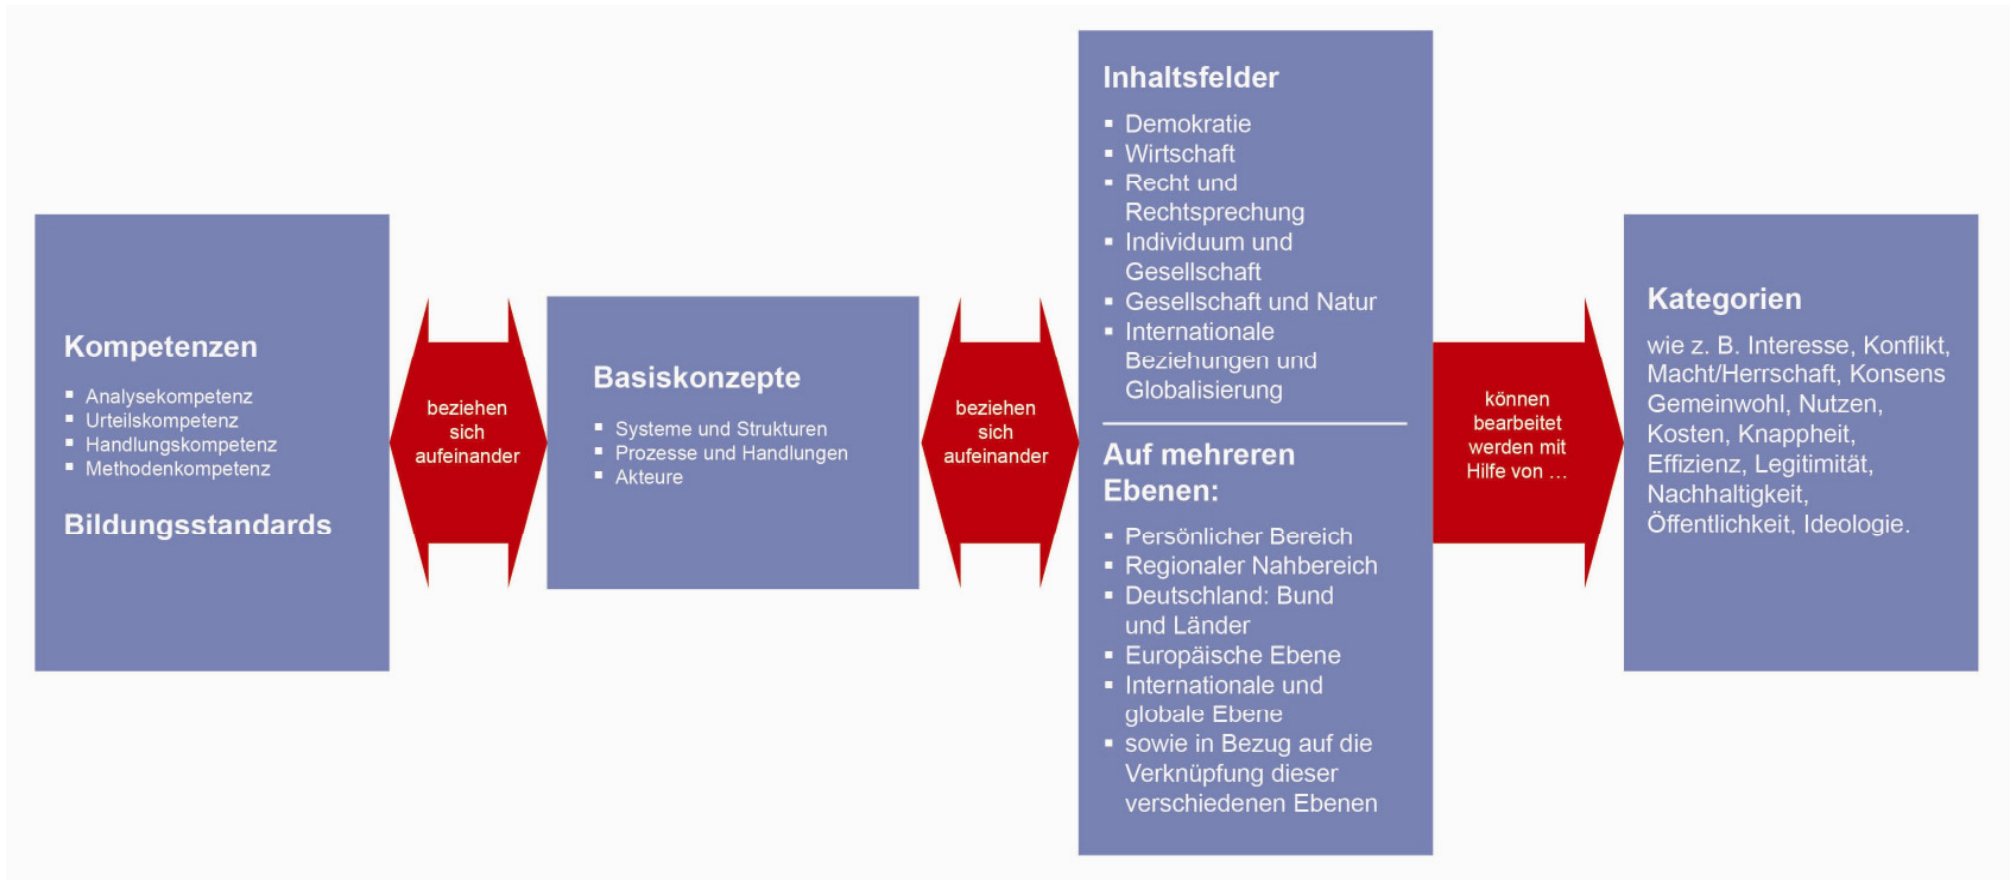 Kompetenzen
▪ Analysekompetenz
▪ Urteilskompetenz
▪ Handlungskompetenz
▪ Methodenkompetenz
Bildungsstandards
beziehen
sich
aufeinander
Basiskonzepte
▪ Systeme und Strukturen
▪ Prozesse und Handlungen
▪ Akteure
beziehen
sich
aufeinander
Inhaltsfelder
▪ Demokratie
▪ Wirtschaft
▪ Recht und
Rechtsprechung
▪ Individuum und
Gesellschaft
▪ Gesellschaft und Natur
▪ Internationale
Beziehungen und
Globalisierung
Auf mehreren
Ebenen:
▪ Persönlicher Bereich
▪ Regionaler Nahbereich
▪ Deutschland: Bund
und Länder
▪ Europäische Ebene
▪ Internationale und
globale Ebene
▪ sowie in Bezug auf die
Verknüpfung dieser
verschiedenen Ebenen
können
bearbeitet
werden mit
Hilfe von ...
Kategorien
wie z. B. Interesse, Konflikt,
Macht/Herrschaft, Konsens
Gemeinwohl, Nutzen,
Kosten, Knappheit,
Effizienz, Legitimität,
Nachhaltigkeit,
Öffentlichkeit, Ideologie.